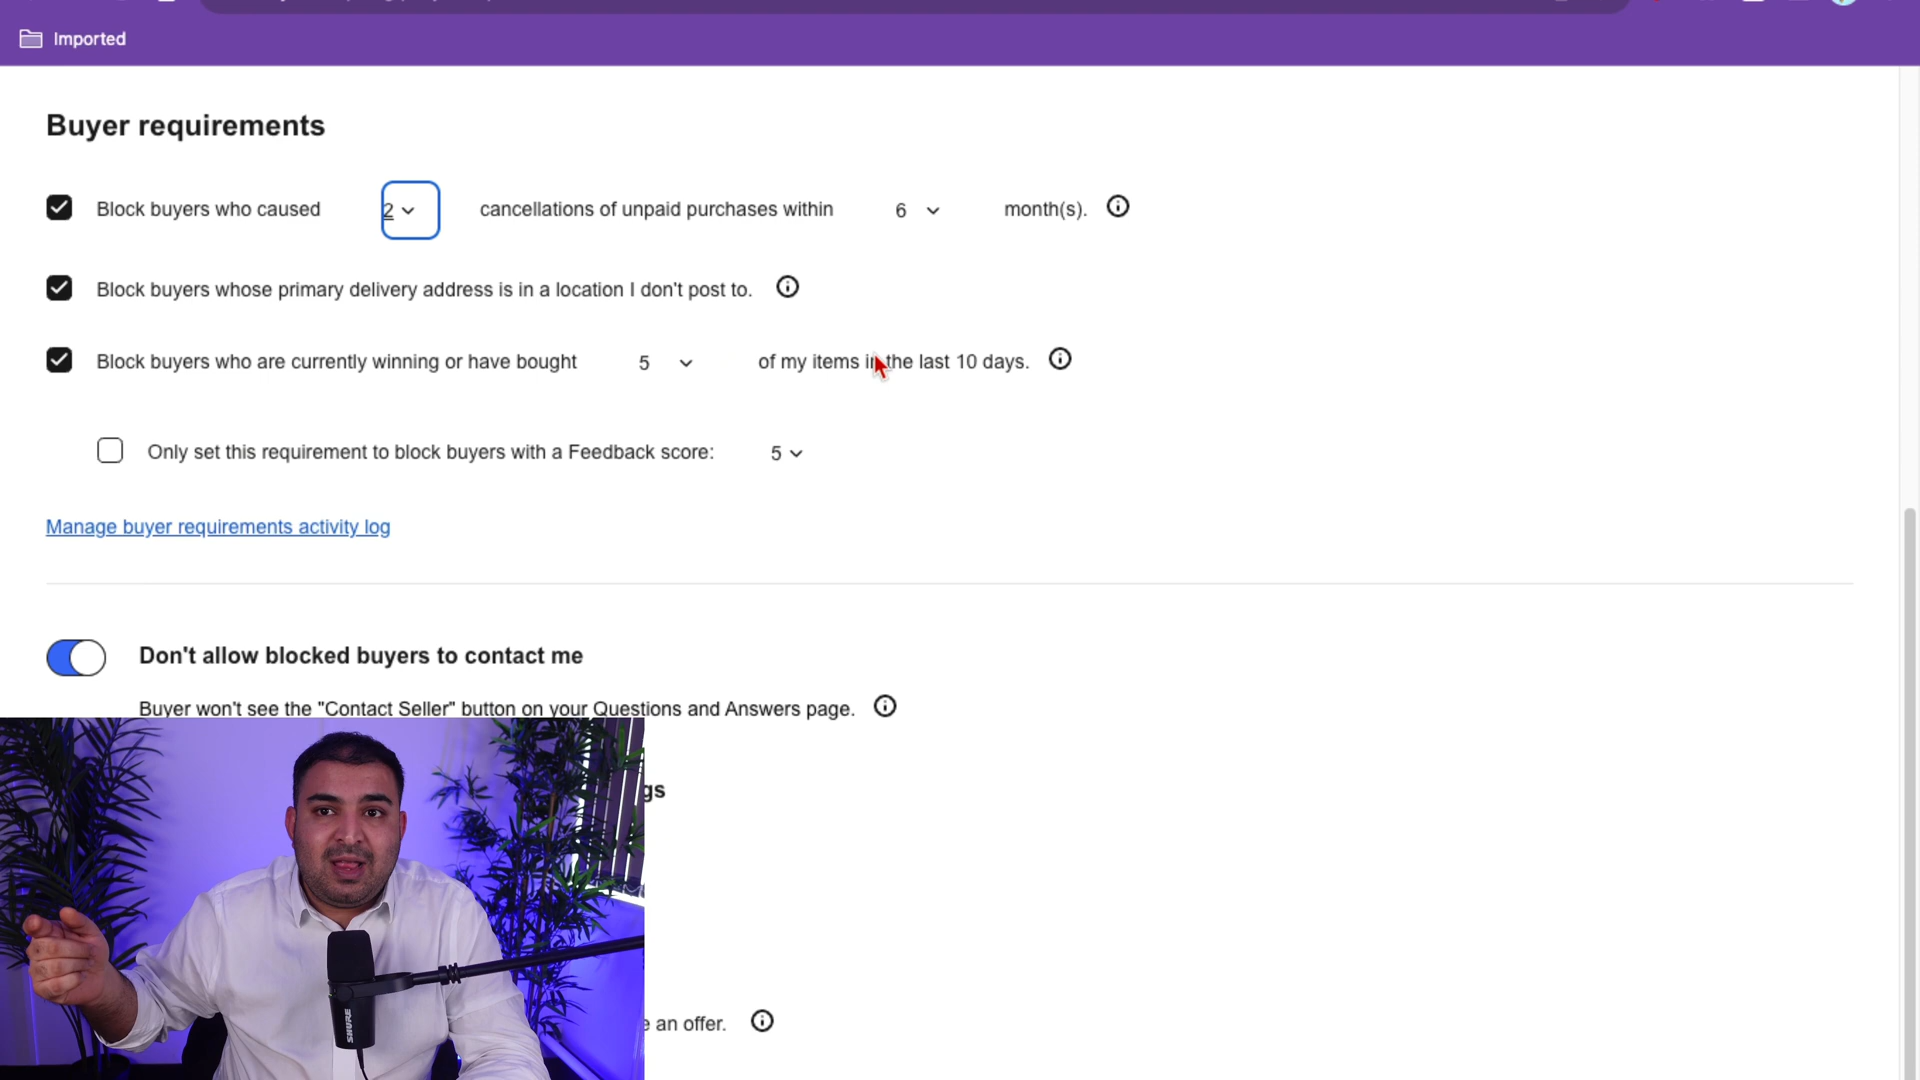 Imported
Buyer requirements
Block buyers who caused 2 cancellations of unpaid purchases within 6 month(s).
Block buyers whose primary delivery address is in a location I don't post to.
Block buyers who are currently winning or have bought 5 of my items in the last 10 days.
Only set this requirement to block buyers with a Feedback score: 5
Manage buyer requirements activity log
Don't allow blocked buyers to contact me
Buyer won't see the "Contact Seller" button on your Questions and Answers page.
gs
e an offer.
SHURE